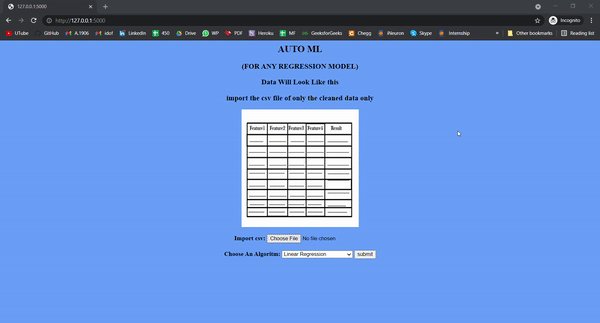 127.0.0.1:5000
http://127.0.0.1:5000
Incognito
UTube GitHub A.1906 idof LinkedIn 450 Drive WP PDF Heroku MT GeeksforGeeks Chegg iNeuron Skype Internship Other bookmarks Reading list
AUTO ML
(FOR ANY REGRESSION MODEL)
Data Will Look Like this
import the csv file of only the cleaned data only
Feature1 Feature2 Feature3 Feature4 Result
Import csv: Choose File No file chosen
Choose An Algoritm: Linear Regression submit